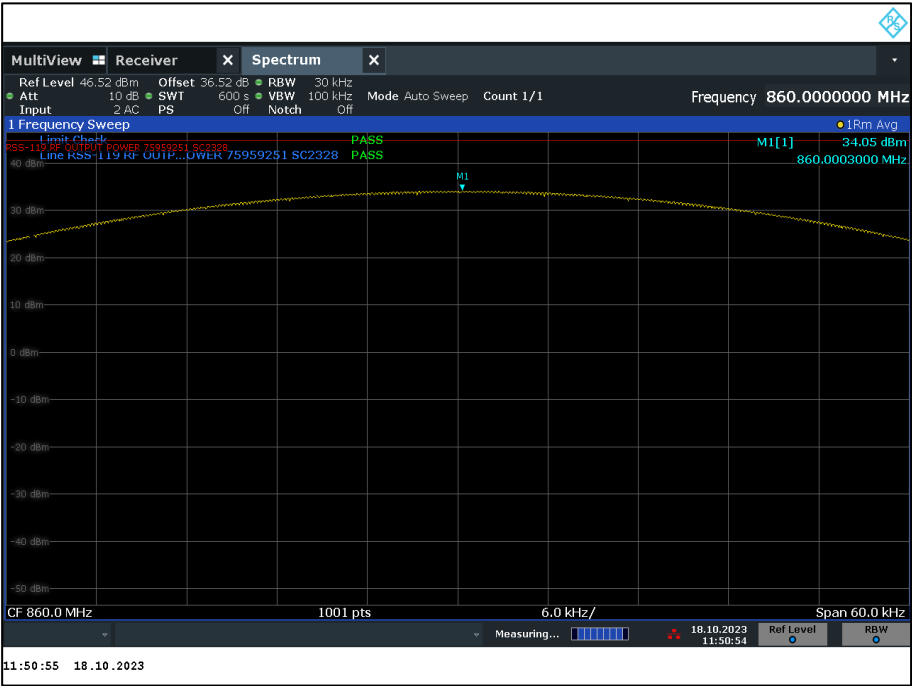 R&S
MultiView Receiver X Spectrum X
Ref Level 46.52 dBm Offset 36.52 dB RBW 30 kHz
Att 10 dB SWT 600 s VBW 100 kHz Mode Auto Sweep Count 1/1 Frequency 860.0000000 MHz
Input 2 AC PS Off Notch Off
1 Frequency Sweep 1Rm Avg
Limit Check PASS M1[1] 34.05 dBm
RSS-119 RF OUTPUT POWER 75959251 SC2328
Line RSS-119 RF OUTP...OWER 75959251 SC2328 PASS 860.0003000 MHz
40 dBm
M1
30 dBm
20 dBm
10 dBm
0 dBm
-10 dBm
-20 dBm
-30 dBm
-40 dBm
-50 dBm
CF 860.0 MHz 1001 pts 6.0 kHz/ Span 60.0 kHz
Measuring... 18.10.2023 Ref Level RBW
11:50:54
11:50:55 18.10.2023